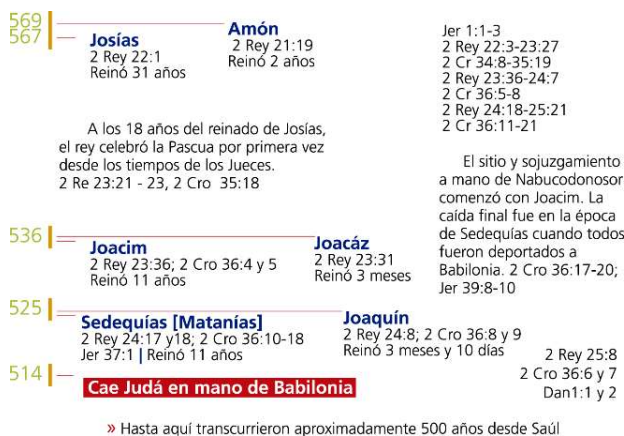 569
567
Amón
2 Rey 21:19
Reinó 2 años
Josías
2 Rey 22:1
Reinó 31 años
A los 18 años del reinado de Josías,
el rey celebró la Pascua por primera vez
desde los tiempos de los Jueces.
2 Re 23:21 - 23, 2 Cro 35:18
Jer 1:1-3
2 Rey 22:3-23:27
2 Cr 34:8-35:19
2 Rey 23:36-24:7
2 Cr 36:5-8
2 Rey 24:18-25:21
2 Cr 36:11-21
El sitio y sojuzgamiento
a mano de Nabucodonosor
comenzó con Joacim. La
caída final fue en la época
de Sedequías cuando todos
fueron deportados a
Babilonia. 2 Cro 36:17-20;
Jer 39:8-10
536
Joacáz
2 Rey 23:31
Reinó 3 meses
Joacim
2 Rey 23:36; 2 Cro 36:4 y 5
Reinó 11 años
525
Joaquín
2 Rey 24:8; 2 Cro 36:8 y 9
Reinó 3 meses y 10 días
Sedequías [Matanías]
2 Rey 24:17 y18; 2 Cro 36:10-18
Jer 37:1 | Reinó 11 años
514
Cae Judá en mano de Babilonia
2 Rey 25:8
2 Cro 36:6 y 7
Dan1:1 y 2
» Hasta aquí transcurrieron aproximadamente 500 años desde Saúl